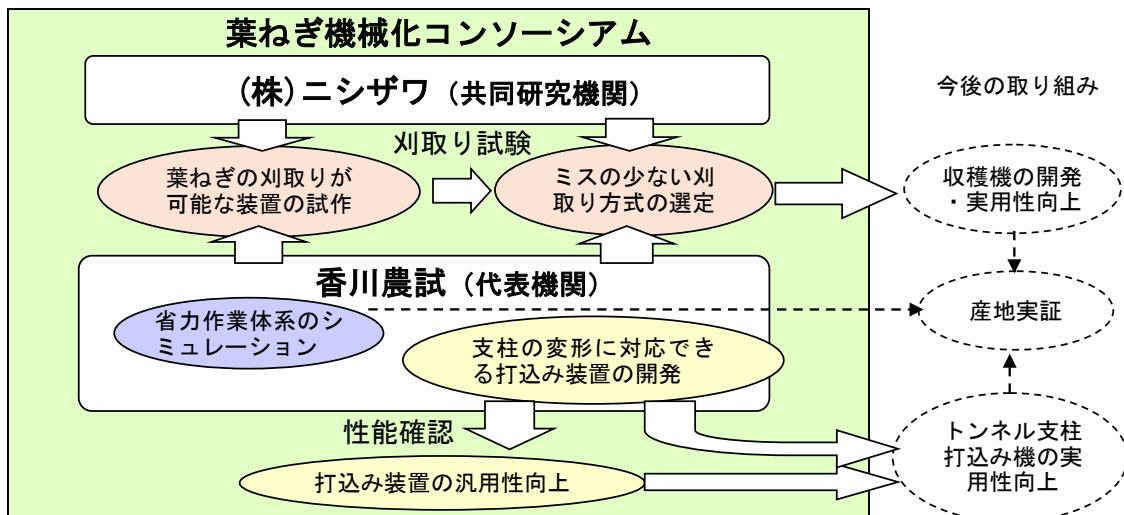 葉ねぎ機械化コンソーシアム
(株)ニシザワ(共同研究機関)
今後の取り組み
刈取り試験
葉ねぎの刈取りが
可能な装置の試作
ミスの少ない刈
取り方式の選定
収穫機の開発
・実用性向上
香川農試(代表機関)
省力作業体系のシ
ミュレーション
産地実証
支柱の変形に対応でき
る打込み装置の開発
性能確認
トンネル支柱
打込み機の実
用性向上
打込み装置の汎用性向上